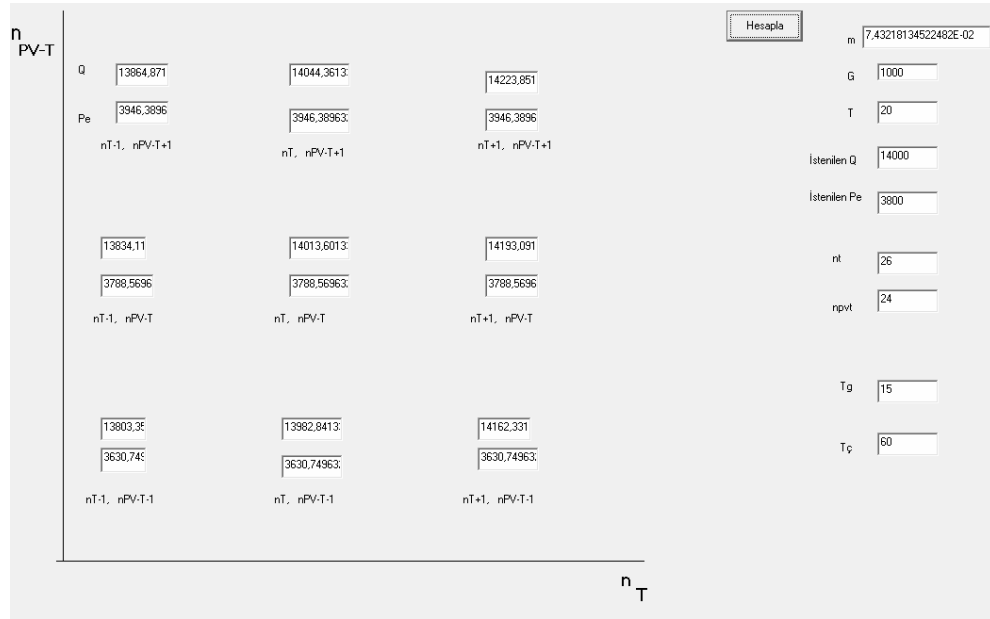 n PV-T
Hesapla
m 7,43218134522482E-02
Q 13864,871 14044,3613 14223,851
G 1000
Pe 3946,3896 3946,38963 3946,3896
T 20
nT-1, nPV-T+1 nT, nPV-T+1 nT+1, nPV-T+1
İstenilen Q 14000
İstenilen Pe 3800
13834,11 14013,6013 14193,091
nt 26
3788,5696 3788,56963 3788,5696
npvt 24
nT-1, nPV-T nT, nPV-T nT+1, nPV-T
Tg 15
13803,35 13982,8413 14162,331
Tç 60
3630,749 3630,74963 3630,74963
nT-1, nPV-T-1 nT, nPV-T-1 nT+1, nPV-T-1
n T